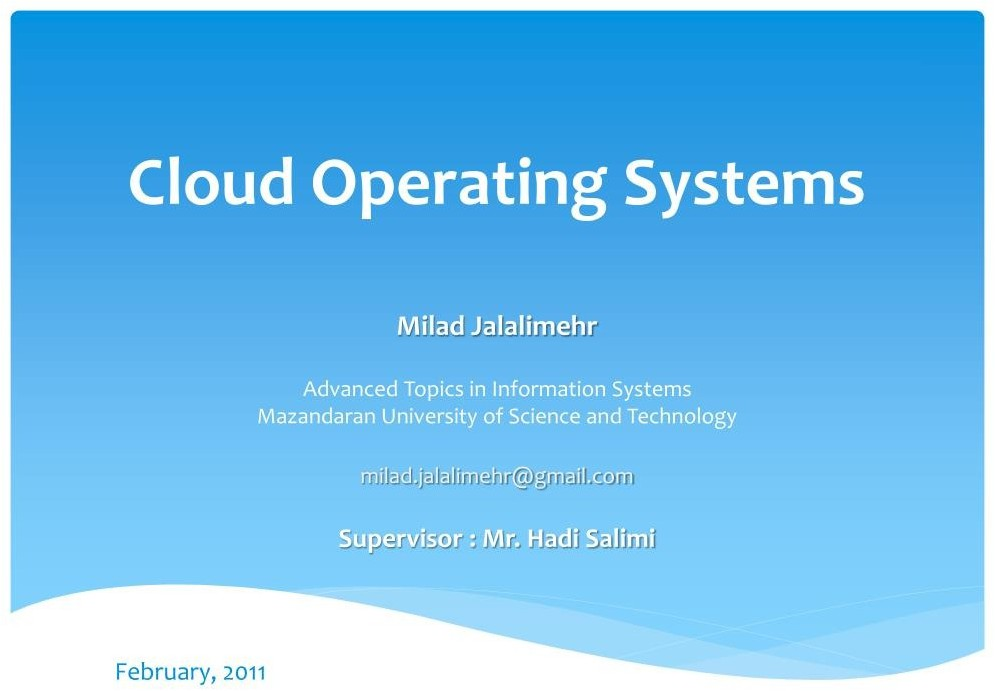 Cloud Operating Systems
Milad Jalalimehr
Advanced Topics in Information Systems
Mazandaran University of Science and Technology
milad.jalalimehr@gmail.com
Supervisor : Mr. Hadi Salimi
February, 2011